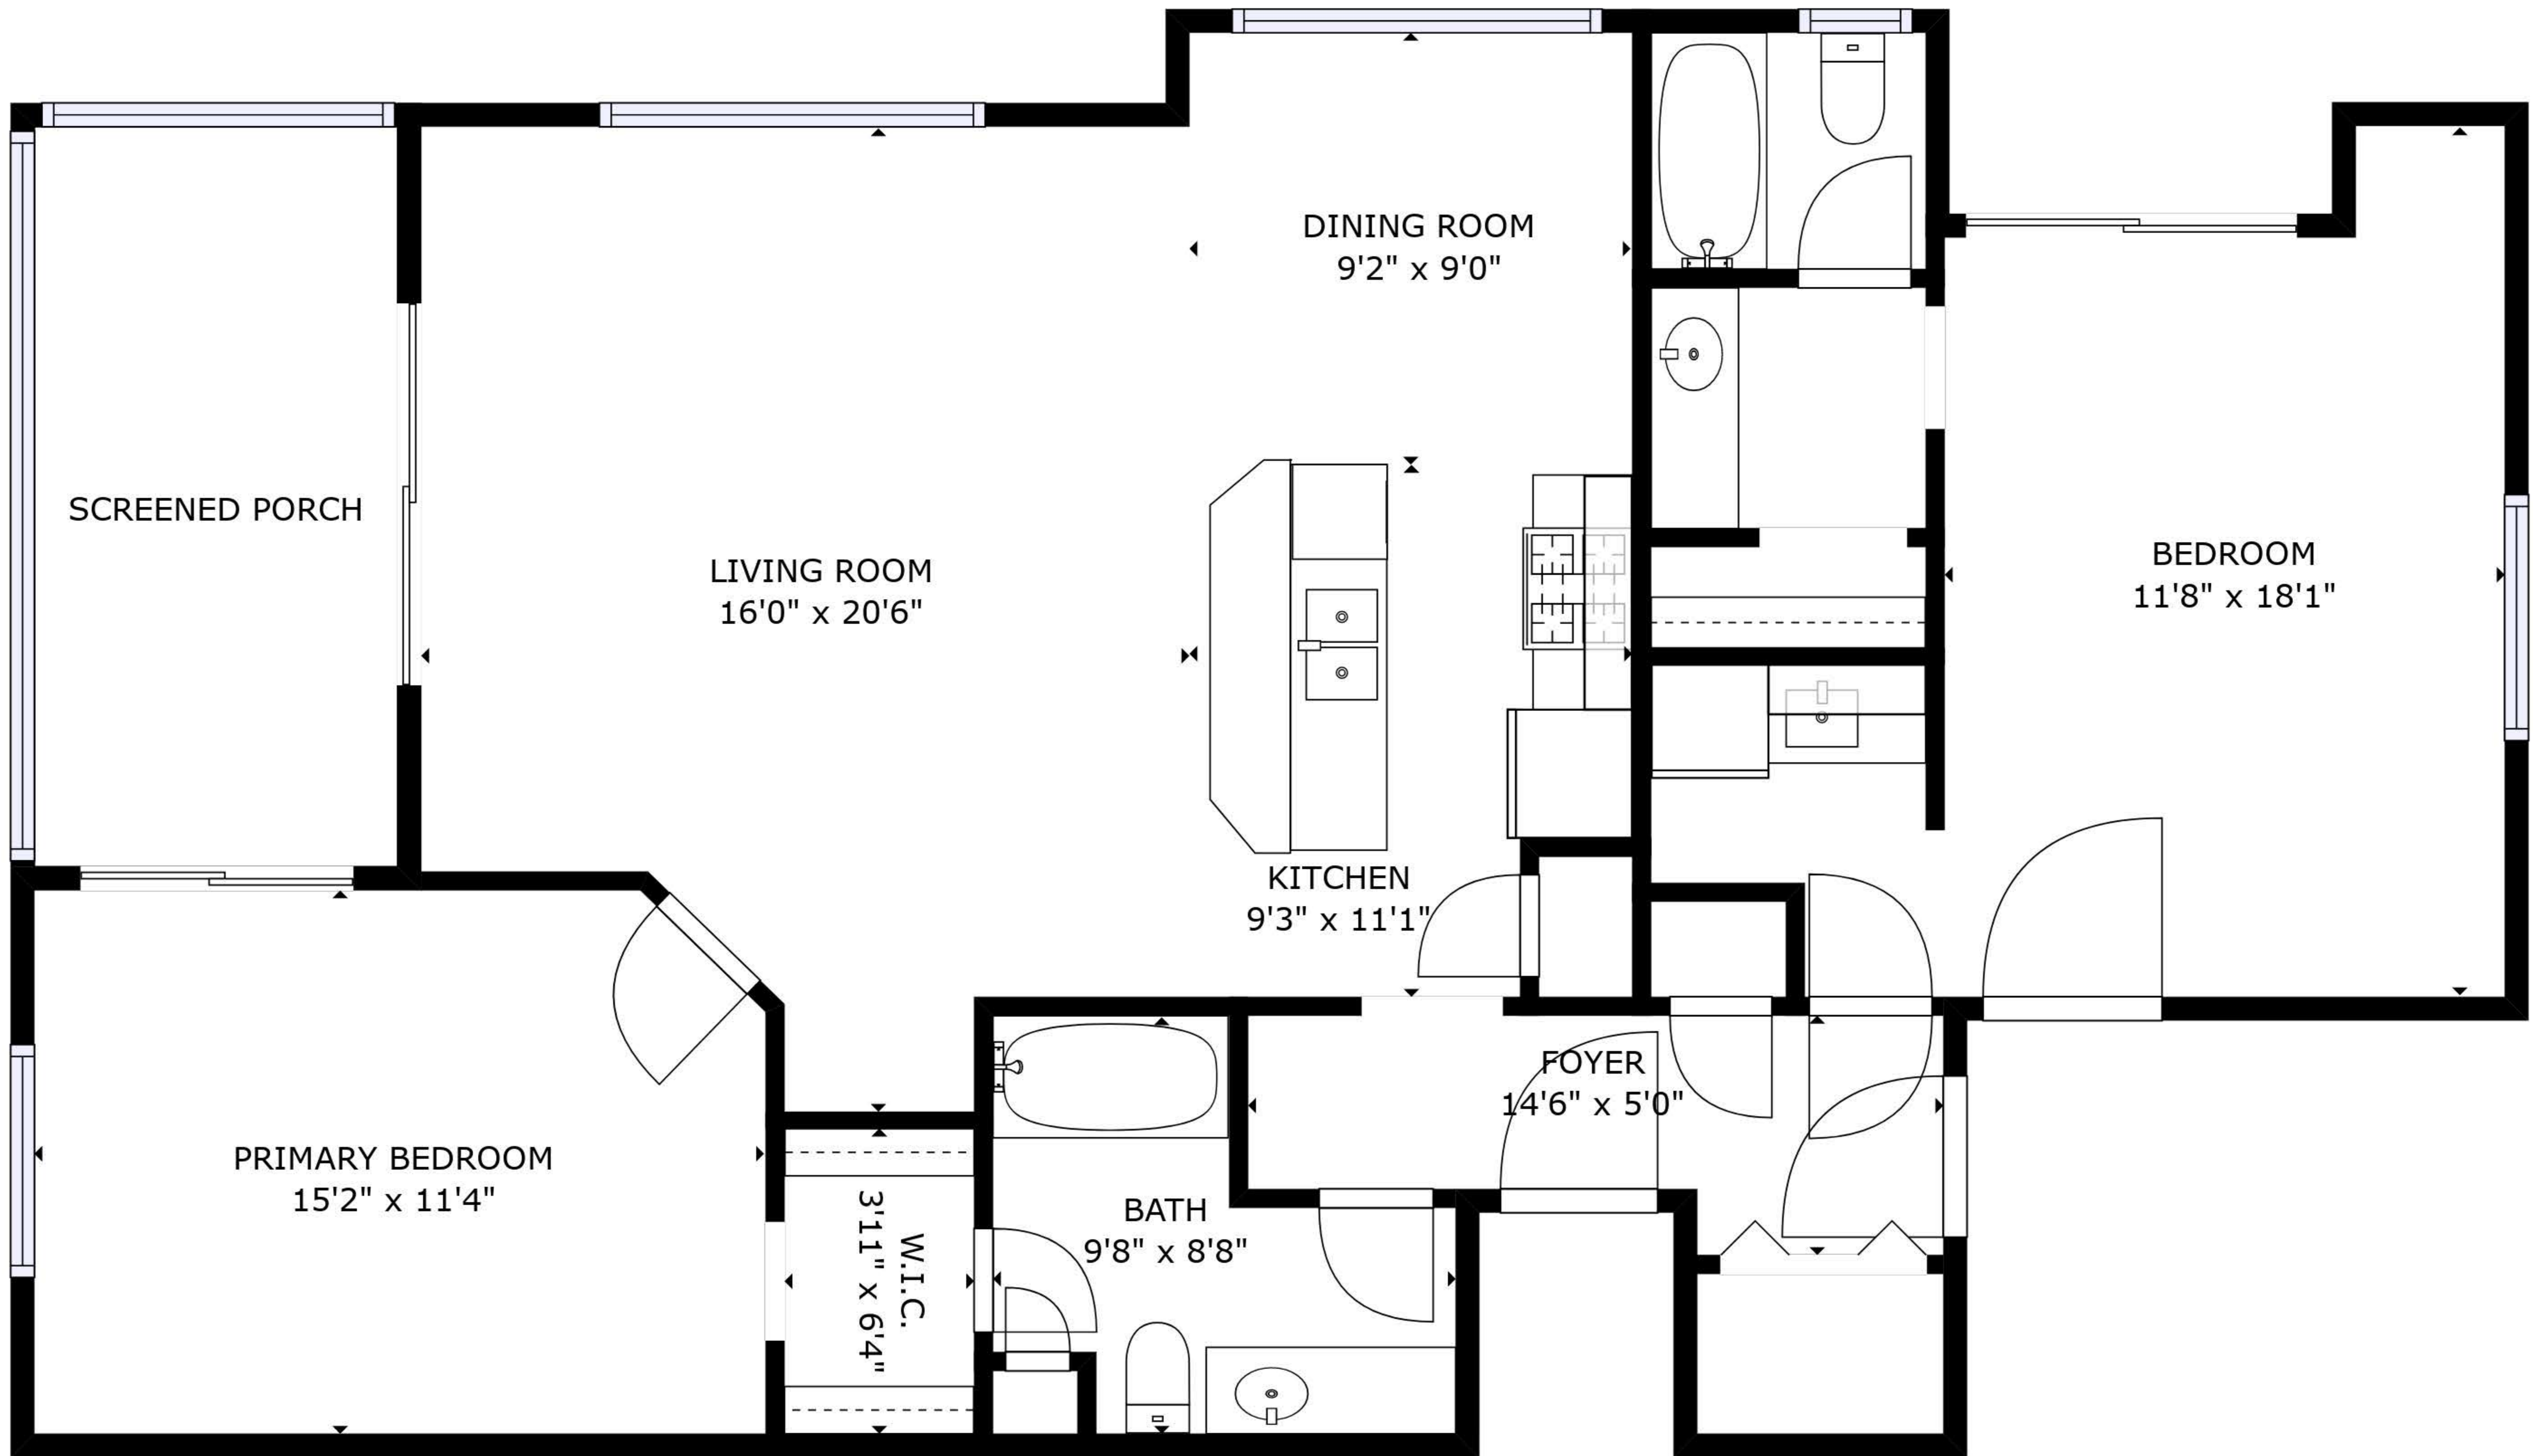 DINING ROOM
9'2" x 9'0"
SCREENED PORCH
LIVING ROOM
16'0" x 20'6"
BEDROOM
11'8" x 18'1"
KITCHEN
9'3" x 11'1"
FOYER
14'6" x 5'0"
PRIMARY BEDROOM
15'2" x 11'4"
W.I.C.
3'11" x 6'4"
BATH
9'8" x 8'8"